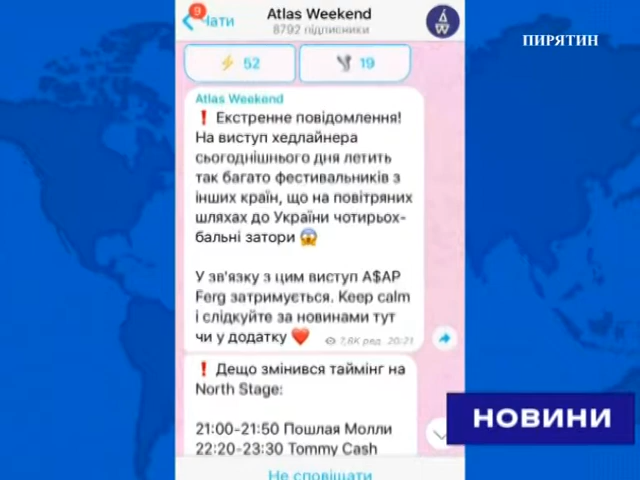 9
Чати
Atlas Weekend
8792 підписники
ПИРЯТИН
52
19
Atlas Weekend
❗ Екстренне повідомлення!
На виступ хедлайнера
сьогоднішнього дня летить
так багато фестивальників з
інших країн, що на повітряних
шляхах до України чотирьох-
бальні затори 😱
У зв'язку з цим виступ A$AP
Ferg затримується. Keep calm
і слідкуйте за новинами тут
чи у додатку ❤️
7,8K ред. 20:21
❗ Дещо змінився таймінг на
North Stage:
21:00-21:50 Пошлая Молли
22:20-23:30 Tommy Cash
Не сповіщати
НОВИНИ